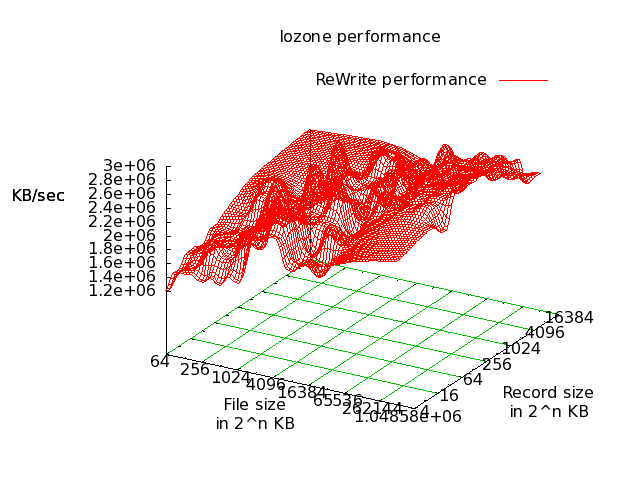 Iozone performance
ReWrite performance
3e+06
2.8e+06
2.6e+06
2.4e+06
2.2e+06
2e+06
1.8e+06
1.6e+06
1.4e+06
1.2e+06
KB/sec
64
256
1024
4096
16384
65536
262144
1.04858e+06
File size
in 2^n KB
4
16
64
256
1024
4096
16384
Record size
in 2^n KB